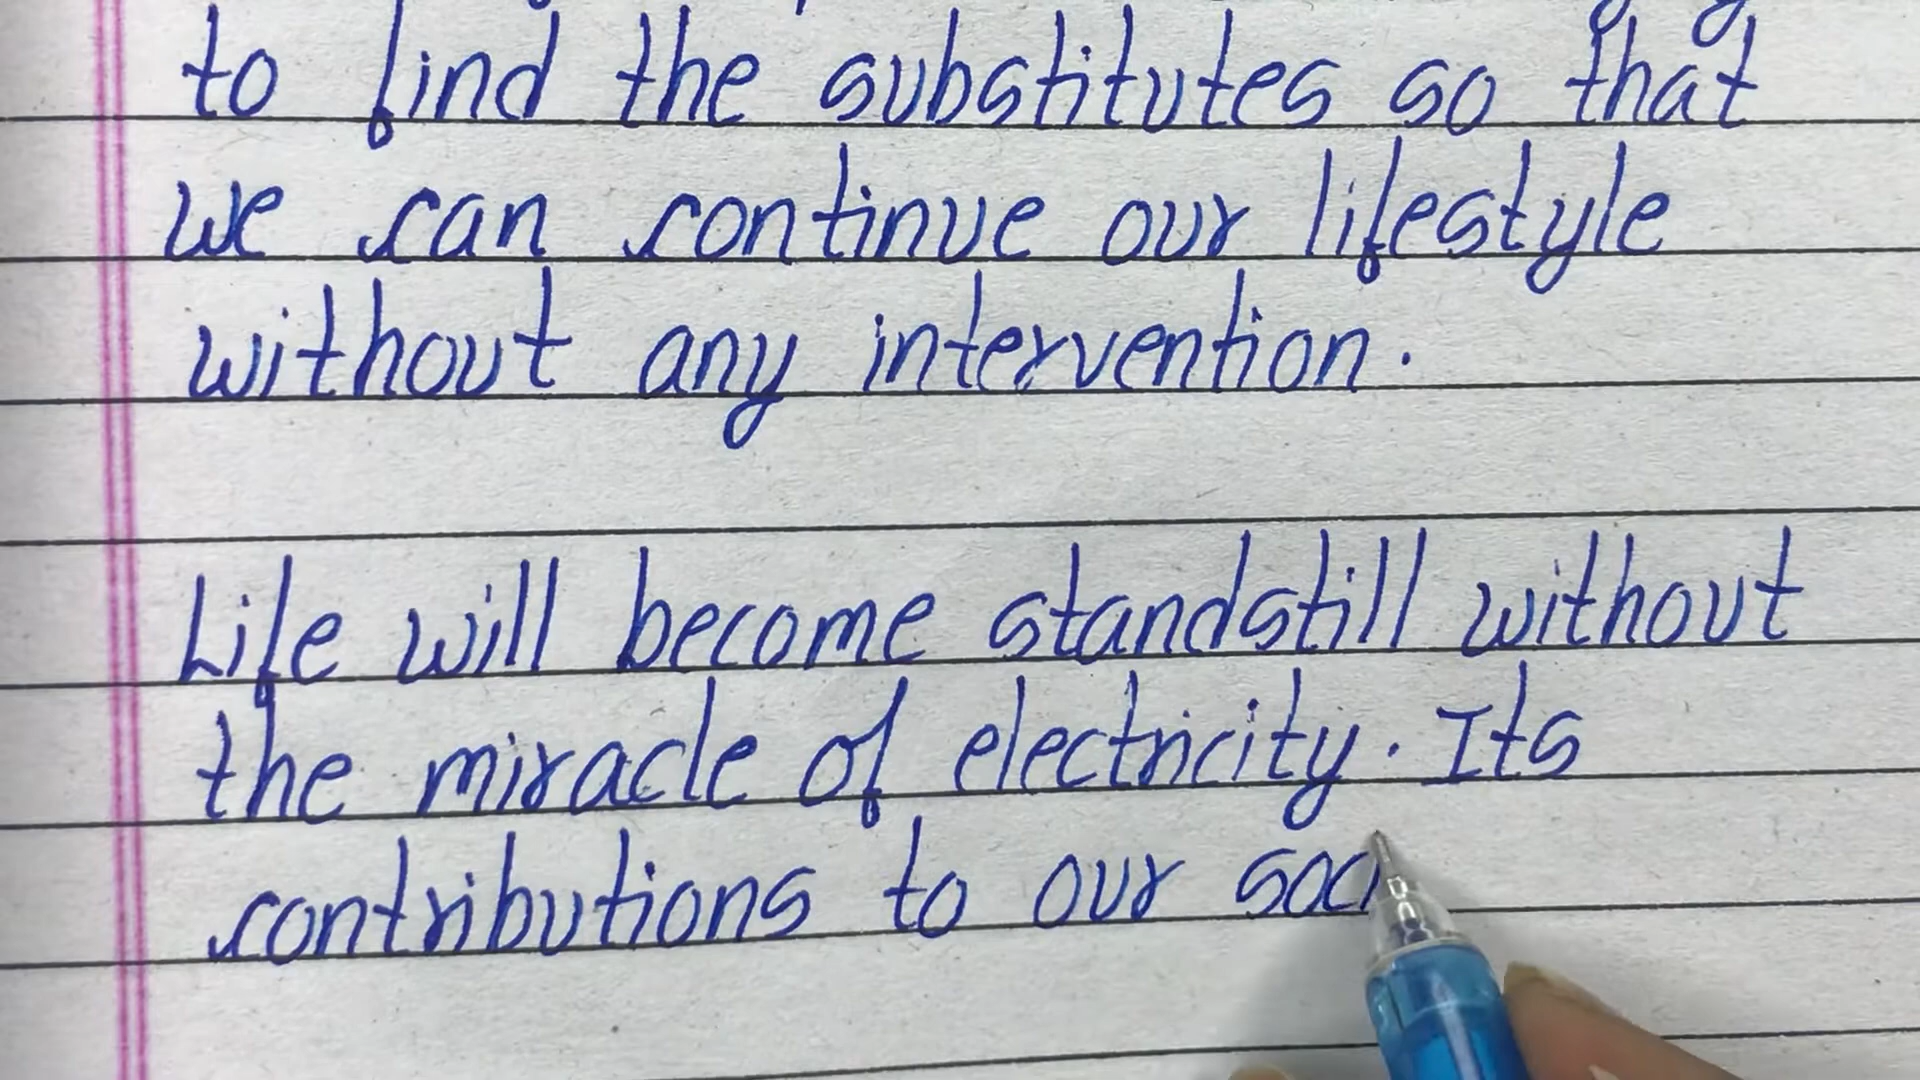 to find the substitutes so that
we can continue our lifestyle
without any intervention.
Life will become standstill without
the miracle of electricity. Its
contributions to our soci